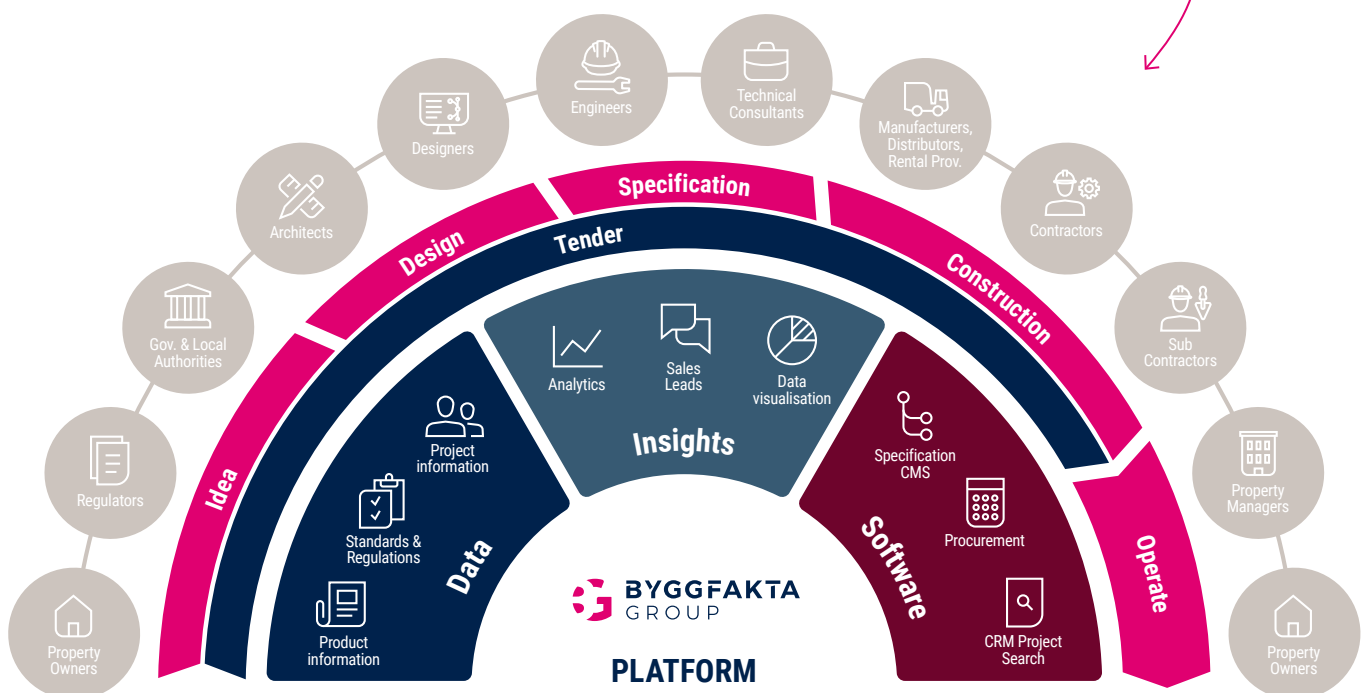 Property
Owners
Regulators
Gov. & Local
Authorities
Architects
Designers
Engineers
Technical
Consultants
Manufacturers,
Distributors,
Rental Prov.
Contractors
Sub
Contractors
Property
Managers
Property
Owners
Idea
Design
Specification
Construction
Operate
Tender
Project
information
Standards &
Regulations
Product
information
Data
Analytics
Sales
Leads
Data
visualisation
Insights
Specification
CMS
Procurement
CRM Project
Search
Software
BYGGFAKTA
GROUP
PLATFORM